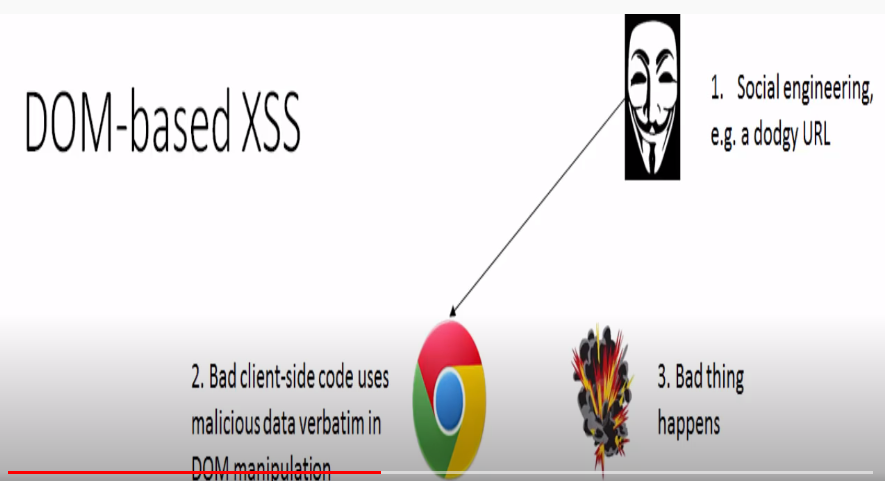 DOM-based XSS
1. Social engineering,
e.g. a dodgy URL
2. Bad client-side code uses
malicious data verbatim in
DOM manipulation
3. Bad thing
happens